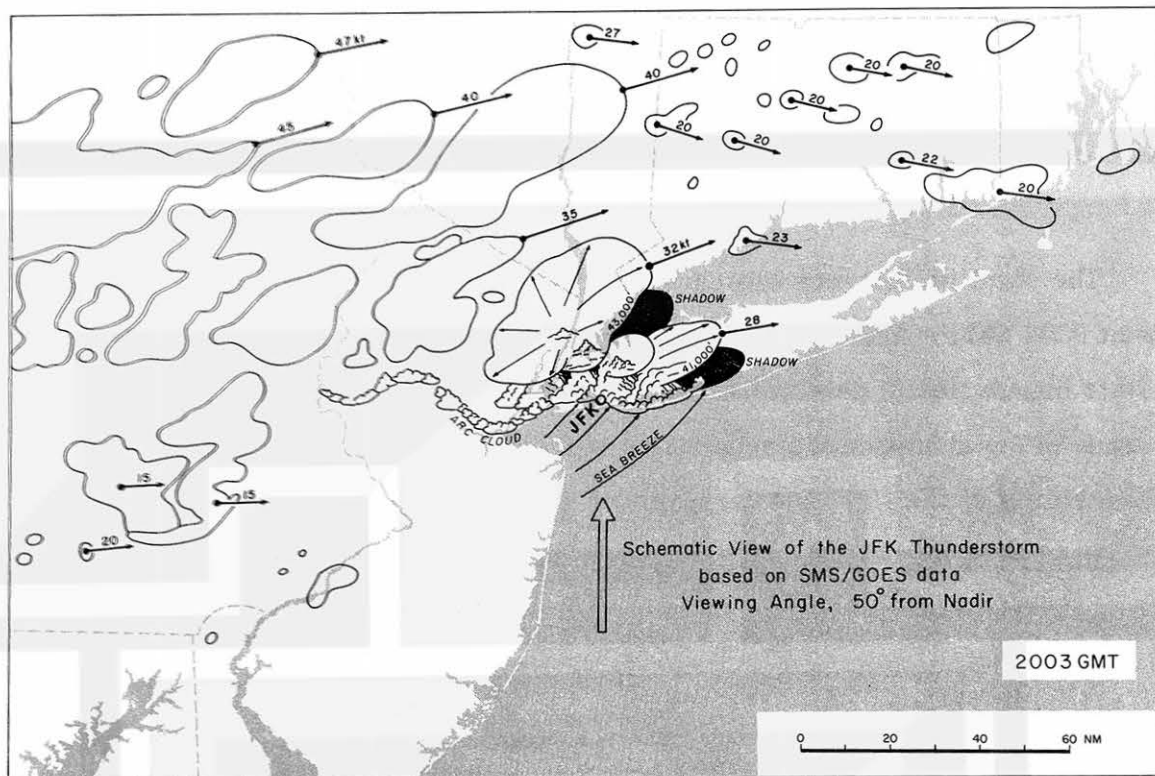 47 kt
27
40
20
20
40
45
20
20
20
22
20
35
32 kt
23
43,000'
SHADOW
28
41,000'
SHADOW
JFK
ARC CLOUD
SEA BREEZE
15
15
20
Schematic View of the JFK Thunderstorm
based on SMS/GOES data
Viewing Angle, 50° from Nadir
2003 GMT
0 20 40 60 NM